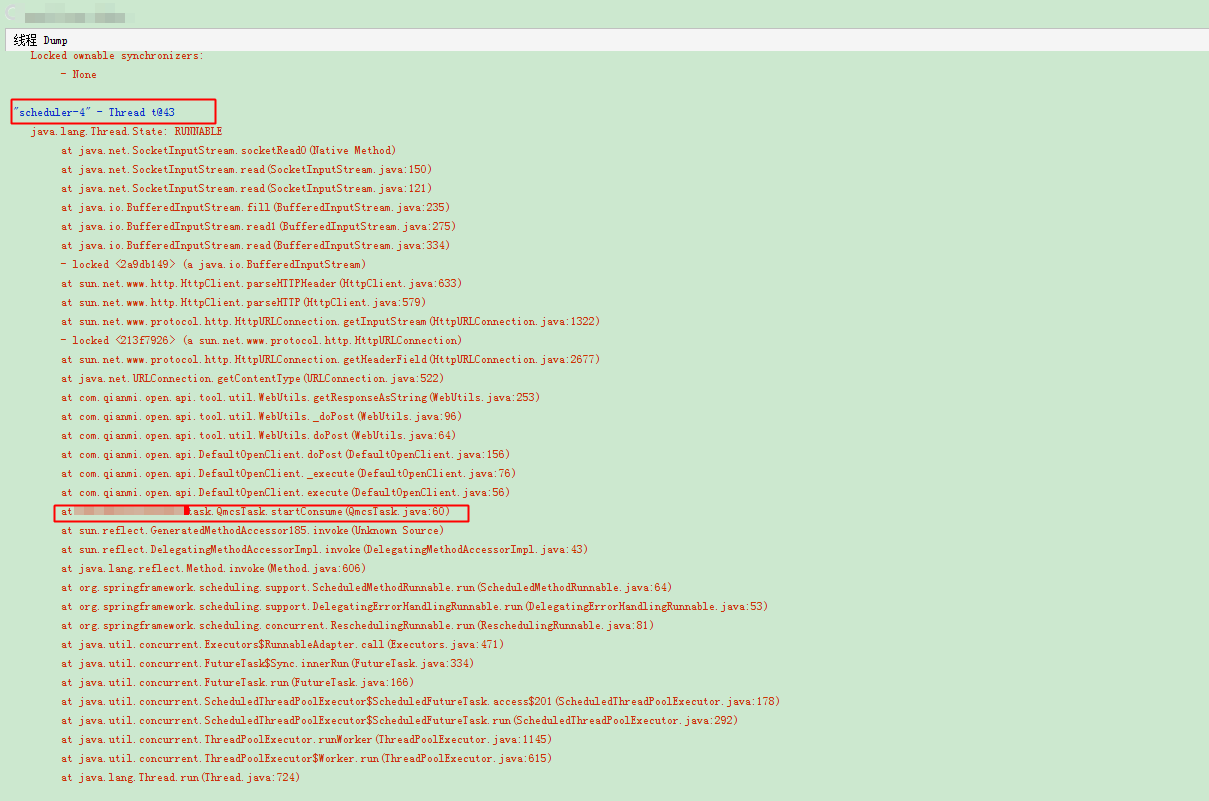 线程 Dump
Locked ownable synchronizers:
- None
"scheduler-4" - Thread t@43
java.lang.Thread.State: RUNNABLE
at java.net.SocketInputStream.socketRead0(Native Method)
at java.net.SocketInputStream.read(SocketInputStream.java:150)
at java.net.SocketInputStream.read(SocketInputStream.java:121)
at java.io.BufferedInputStream.fill(BufferedInputStream.java:235)
at java.io.BufferedInputStream.read1(BufferedInputStream.java:275)
at java.io.BufferedInputStream.read(BufferedInputStream.java:334)
- locked <2a9db149> (a java.io.BufferedInputStream)
at sun.net.www.http.HttpClient.parseHTTPHeader(HttpClient.java:633)
at sun.net.www.http.HttpClient.parseHTTP(HttpClient.java:579)
at sun.net.www.protocol.http.HttpURLConnection.getInputStream(HttpURLConnection.java:1322)
- locked <213f7926> (a sun.net.www.protocol.http.HttpURLConnection)
at sun.net.www.protocol.http.HttpURLConnection.getHeaderField(HttpURLConnection.java:2677)
at java.net.URLConnection.getContentType(URLConnection.java:522)
at com.qianmi.open.api.tool.util.WebUtils.getResponseAsString(WebUtils.java:253)
at com.qianmi.open.api.tool.util.WebUtils._doPost(WebUtils.java:96)
at com.qianmi.open.api.tool.util.WebUtils.doPost(WebUtils.java:64)
at com.qianmi.open.api.DefaultOpenClient.doPost(DefaultOpenClient.java:156)
at com.qianmi.open.api.DefaultOpenClient._execute(DefaultOpenClient.java:76)
at com.qianmi.open.api.DefaultOpenClient.execute(DefaultOpenClient.java:56)
at task.QmcsTask.startConsume(QmcsTask.java:60)
at sun.reflect.GeneratedMethodAccessor185.invoke(Unknown Source)
at sun.reflect.DelegatingMethodAccessorImpl.invoke(DelegatingMethodAccessorImpl.java:43)
at java.lang.reflect.Method.invoke(Method.java:606)
at org.springframework.scheduling.support.ScheduledMethodRunnable.run(ScheduledMethodRunnable.java:64)
at org.springframework.scheduling.support.DelegatingErrorHandlingRunnable.run(DelegatingErrorHandlingRunnable.java:53)
at org.springframework.scheduling.concurrent.ReschedulingRunnable.run(ReschedulingRunnable.java:81)
at java.util.concurrent.Executors$RunnableAdapter.call(Executors.java:471)
at java.util.concurrent.FutureTask$Sync.innerRun(FutureTask.java:334)
at java.util.concurrent.FutureTask.run(FutureTask.java:166)
at java.util.concurrent.ScheduledThreadPoolExecutor$ScheduledFutureTask.access$201(ScheduledThreadPoolExecutor.java:178)
at java.util.concurrent.ScheduledThreadPoolExecutor$ScheduledFutureTask.run(ScheduledThreadPoolExecutor.java:292)
at java.util.concurrent.ThreadPoolExecutor.runWorker(ThreadPoolExecutor.java:1145)
at java.util.concurrent.ThreadPoolExecutor$Worker.run(ThreadPoolExecutor.java:615)
at java.lang.Thread.run(Thread.java:724)